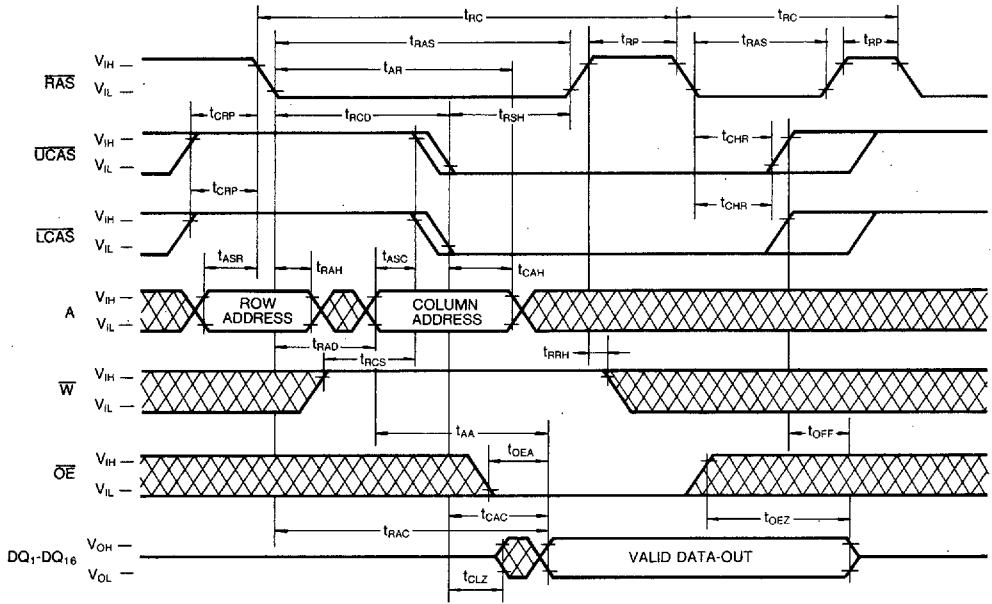 tRC tRC
tRAS tRP tRAS tRP
tAR
RAS VIH VIL
tCRP tRCD tRSH
UCAS VIH VIL
tCHR
tCRP
LCAS VIH VIL
tCHR
tASR tRAH tASC tCAH
A VIH VIL
ROW ADDRESS
COLUMN ADDRESS
tRAD tRCS tRRH
W VIH VIL
tAA tOFF
tOEA
OE VIH VIL
tCAC tOEZ
tRAC
DQ1-DQ16 VOH VOL
VALID DATA-OUT
tCLZ